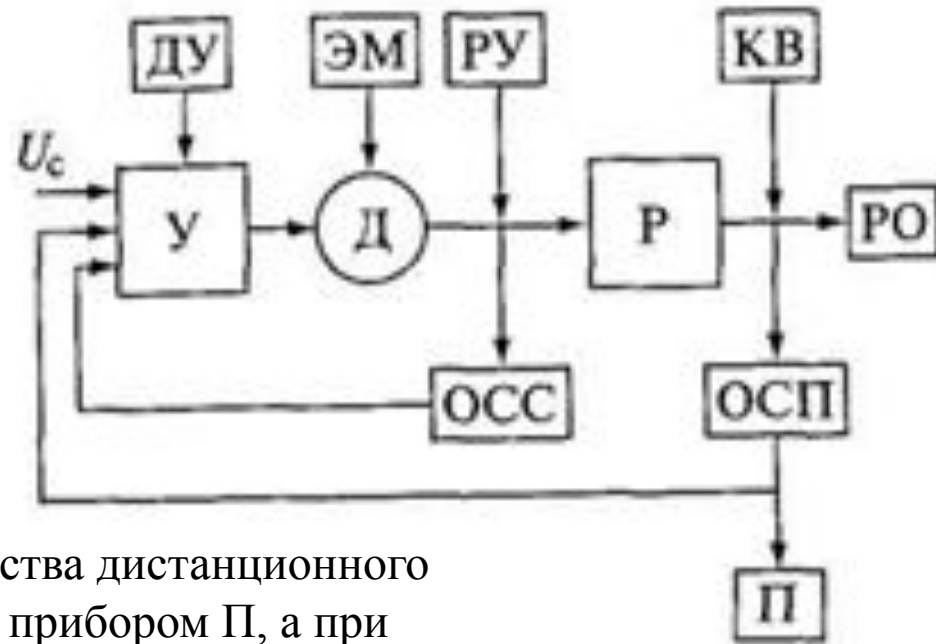 ДУ ЭМ РУ КВ
Uc
У Д Р РО
ОСС ОСП
ства дистанционного
прибором П, а при
П